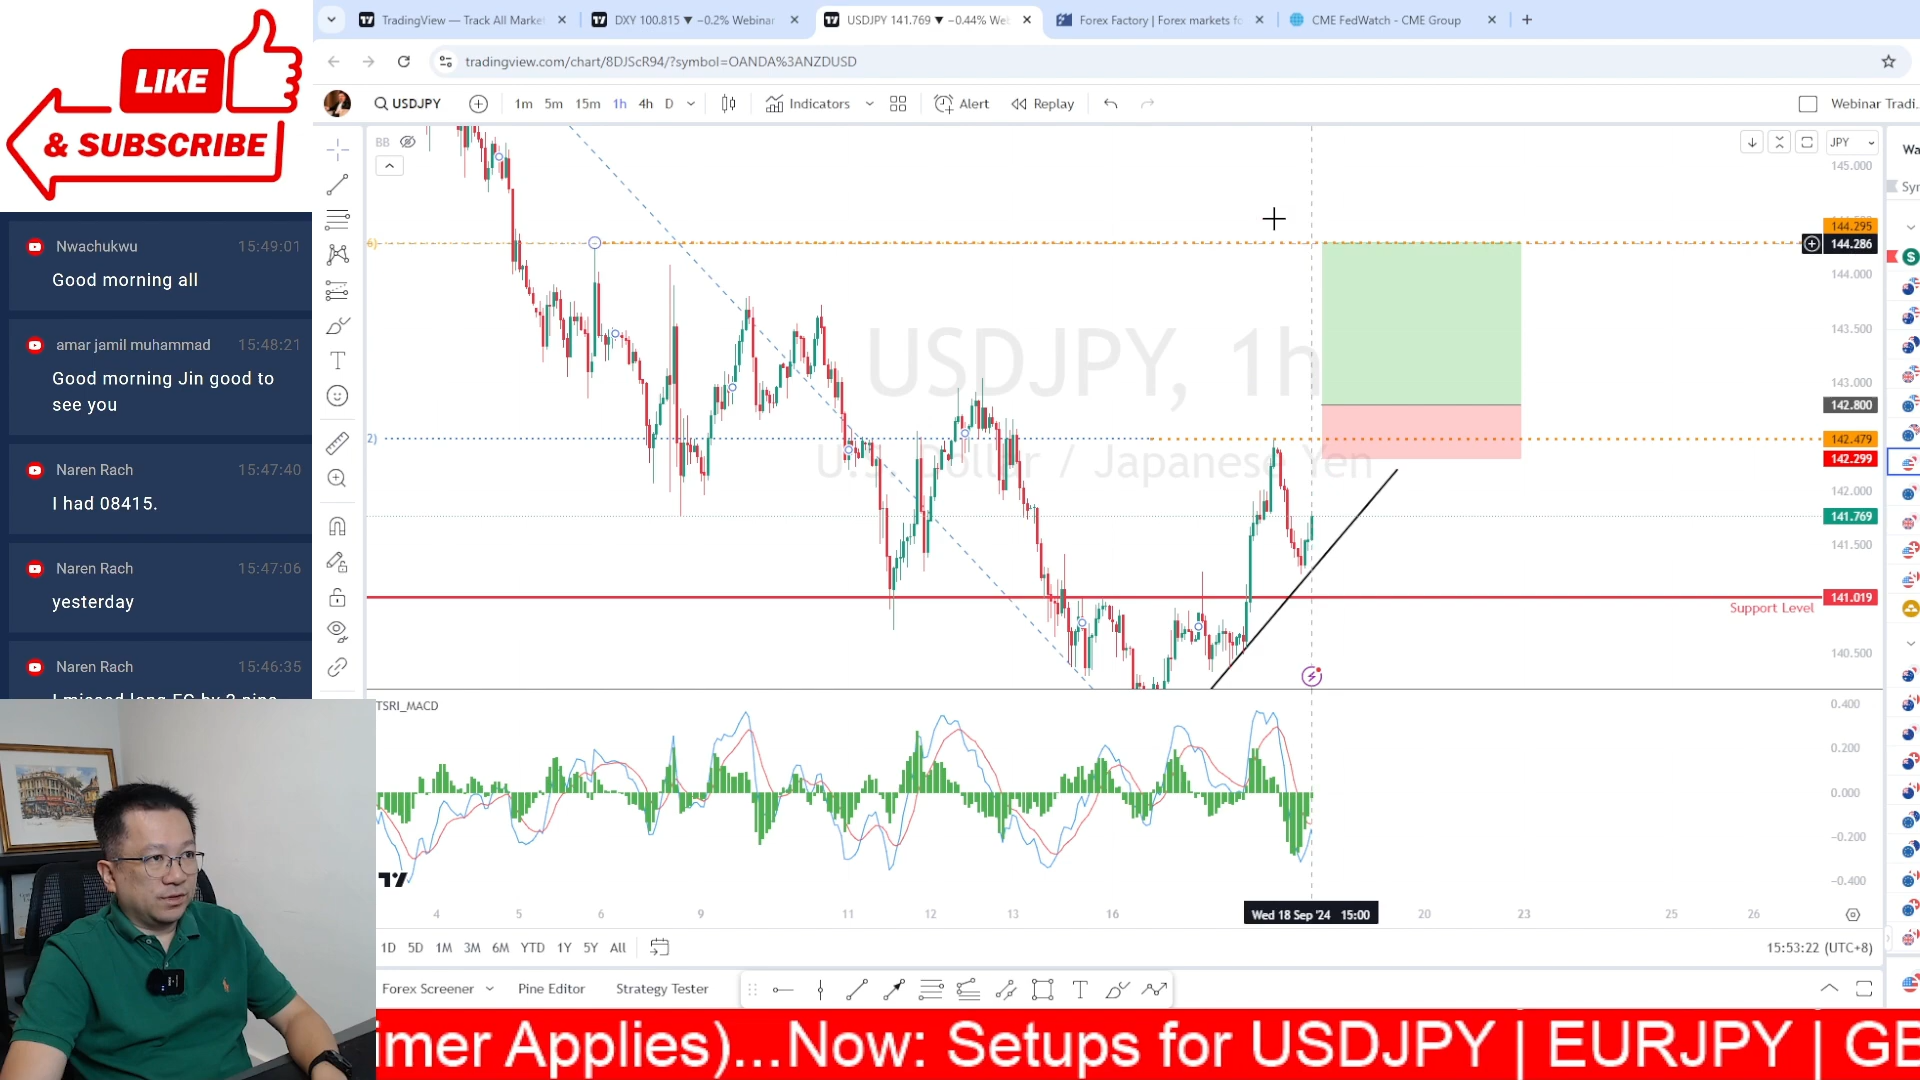 LIKE
& SUBSCRIBE
Nwachukwu 15:49:01
Good morning all
amar jamil muhammad 15:48:21
Good morning Jin good to
see you
Naren Rach 15:47:40
I had 08415.
Naren Rach 15:47:06
yesterday
Naren Rach 15:46:35
TradingView — Track All Marke
DXY 100.815 ▼ −0.2% Webinar
USDJPY 141.769 ▼ −0.44% We
Forex Factory | Forex markets fo
CME FedWatch - CME Group
tradingview.com/chart/8DJScR94/?symbol=OANDA%3ANZDUSD
USDJPY
1m 5m 15m 1h 4h D
Indicators
Alert
Replay
Webinar Tradi...
BB
JPY
Wa
Syr
145.000
144.295
144.286
144.000
143.500
143.000
142.800
142.479
142.299
142.000
141.769
141.500
141.019
Support Level
140.500
USDJPY, 1h
U.S. Dollar / Japanese Yen
6)
2)
TSRI_MACD
0.400
0.200
0.000
−0.200
−0.400
4 5 6 9 11 12 13 16 Wed 18 Sep '24 15:00 20 23 25 26
1D 5D 1M 3M 6M YTD 1Y 5Y All
15:53:22 (UTC+8)
Forex Screener
Pine Editor
Strategy Tester
imer Applies)...Now: Setups for USDJPY | EURJPY | GB